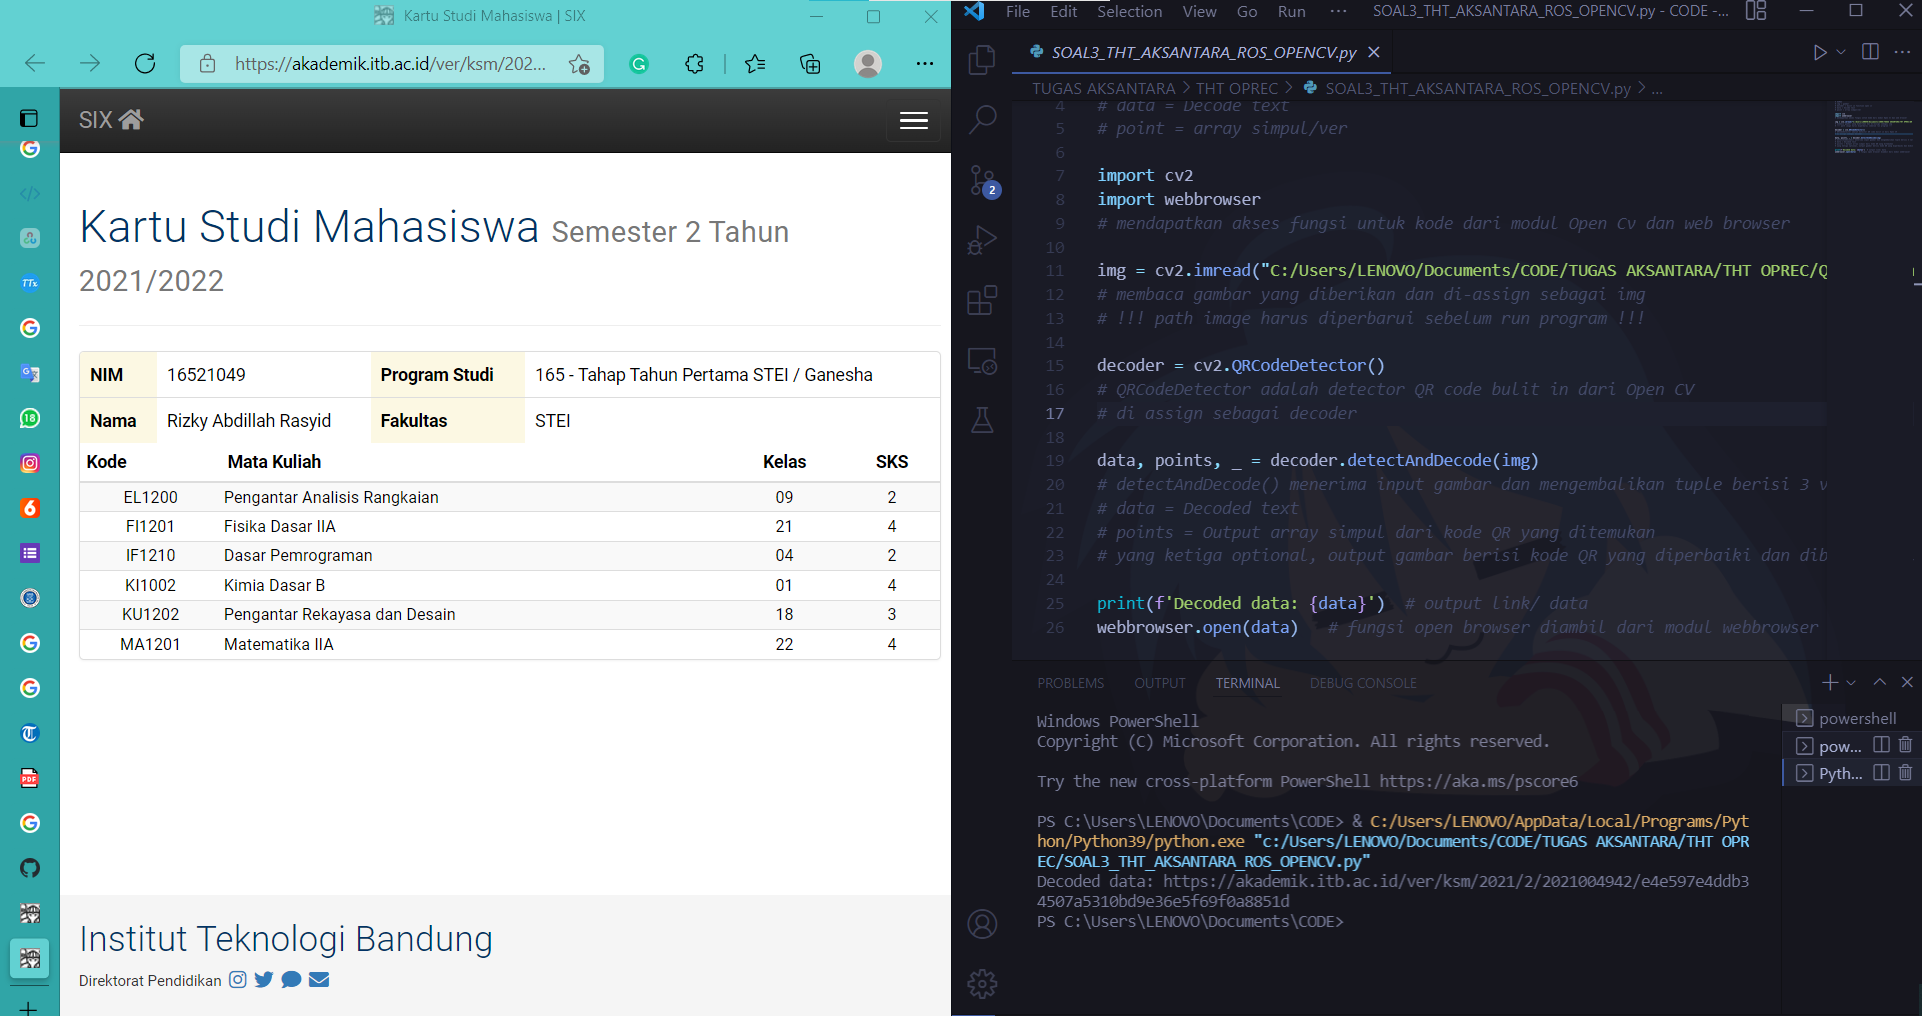 Kartu Studi Mahasiswa | SIX
https://akademik.itb.ac.id/ver/ksm/202...
SIX
Kartu Studi Mahasiswa Semester 2 Tahun
2021/2022
NIM 16521049 Program Studi 165 - Tahap Tahun Pertama STEI / Ganesha
Nama Rizky Abdillah Rasyid Fakultas STEI
Kode Mata Kuliah Kelas SKS
EL1200 Pengantar Analisis Rangkaian 09 2
FI1201 Fisika Dasar IIA 21 4
IF1210 Dasar Pemrograman 04 2
KI1002 Kimia Dasar B 01 4
KU1202 Pengantar Rekayasa dan Desain 18 3
MA1201 Matematika IIA 22 4
Institut Teknologi Bandung
Direktorat Pendidikan
TTx
18
6
PDF
File Edit Selection View Go Run ··· SOAL3_THT_AKSANTARA_ROS_OPENCV.py - CODE -...
SOAL3_THT_AKSANTARA_ROS_OPENCV.py
TUGAS AKSANTARA > THT OPREC > SOAL3_THT_AKSANTARA_ROS_OPENCV.py > ...
2
4 # data = Decode text
5 # point = array simpul/ver
6
7 import cv2
8 import webbrowser
9 # mendapatkan akses fungsi untuk kode dari modul Open Cv dan web browser
10
11 img = cv2.imread("C:/Users/LENOVO/Documents/CODE/TUGAS AKSANTARA/THT OPREC/Q
12 # membaca gambar yang diberikan dan di-assign sebagai img
13 # !!! path image harus diperbarui sebelum run program !!!
14
15 decoder = cv2.QRCodeDetector()
16 # QRCodeDetector adalah detector QR code bulit in dari Open CV
17 # di assign sebagai decoder
18
19 data, points, _ = decoder.detectAndDecode(img)
20 # detectAndDecode() menerima input gambar dan mengembalikan tuple berisi 3 v
21 # data = Decoded text
22 # points = Output array simpul dari kode QR yang ditemukan
23 # yang ketiga optional, output gambar berisi kode QR yang diperbaiki dan dib
24
25 print(f'Decoded data: {data}') # output link/ data
26 webbrowser.open(data) # fungsi open browser diambil dari modul webbrowser
PROBLEMS OUTPUT TERMINAL DEBUG CONSOLE
Windows PowerShell
Copyright (C) Microsoft Corporation. All rights reserved.
Try the new cross-platform PowerShell https://aka.ms/pscore6
PS C:\Users\LENOVO\Documents\CODE> & C:/Users/LENOVO/AppData/Local/Programs/Pyt
hon/Python39/python.exe "c:/Users/LENOVO/Documents/CODE/TUGAS AKSANTARA/THT OPR
EC/SOAL3_THT_AKSANTARA_ROS_OPENCV.py"
Decoded data: https://akademik.itb.ac.id/ver/ksm/2021/2/2021004942/e4e597e4ddb3
4507a5310bd9e36e5f69f0a8851d
PS C:\Users\LENOVO\Documents\CODE>
powershell
pow...
Pyth...